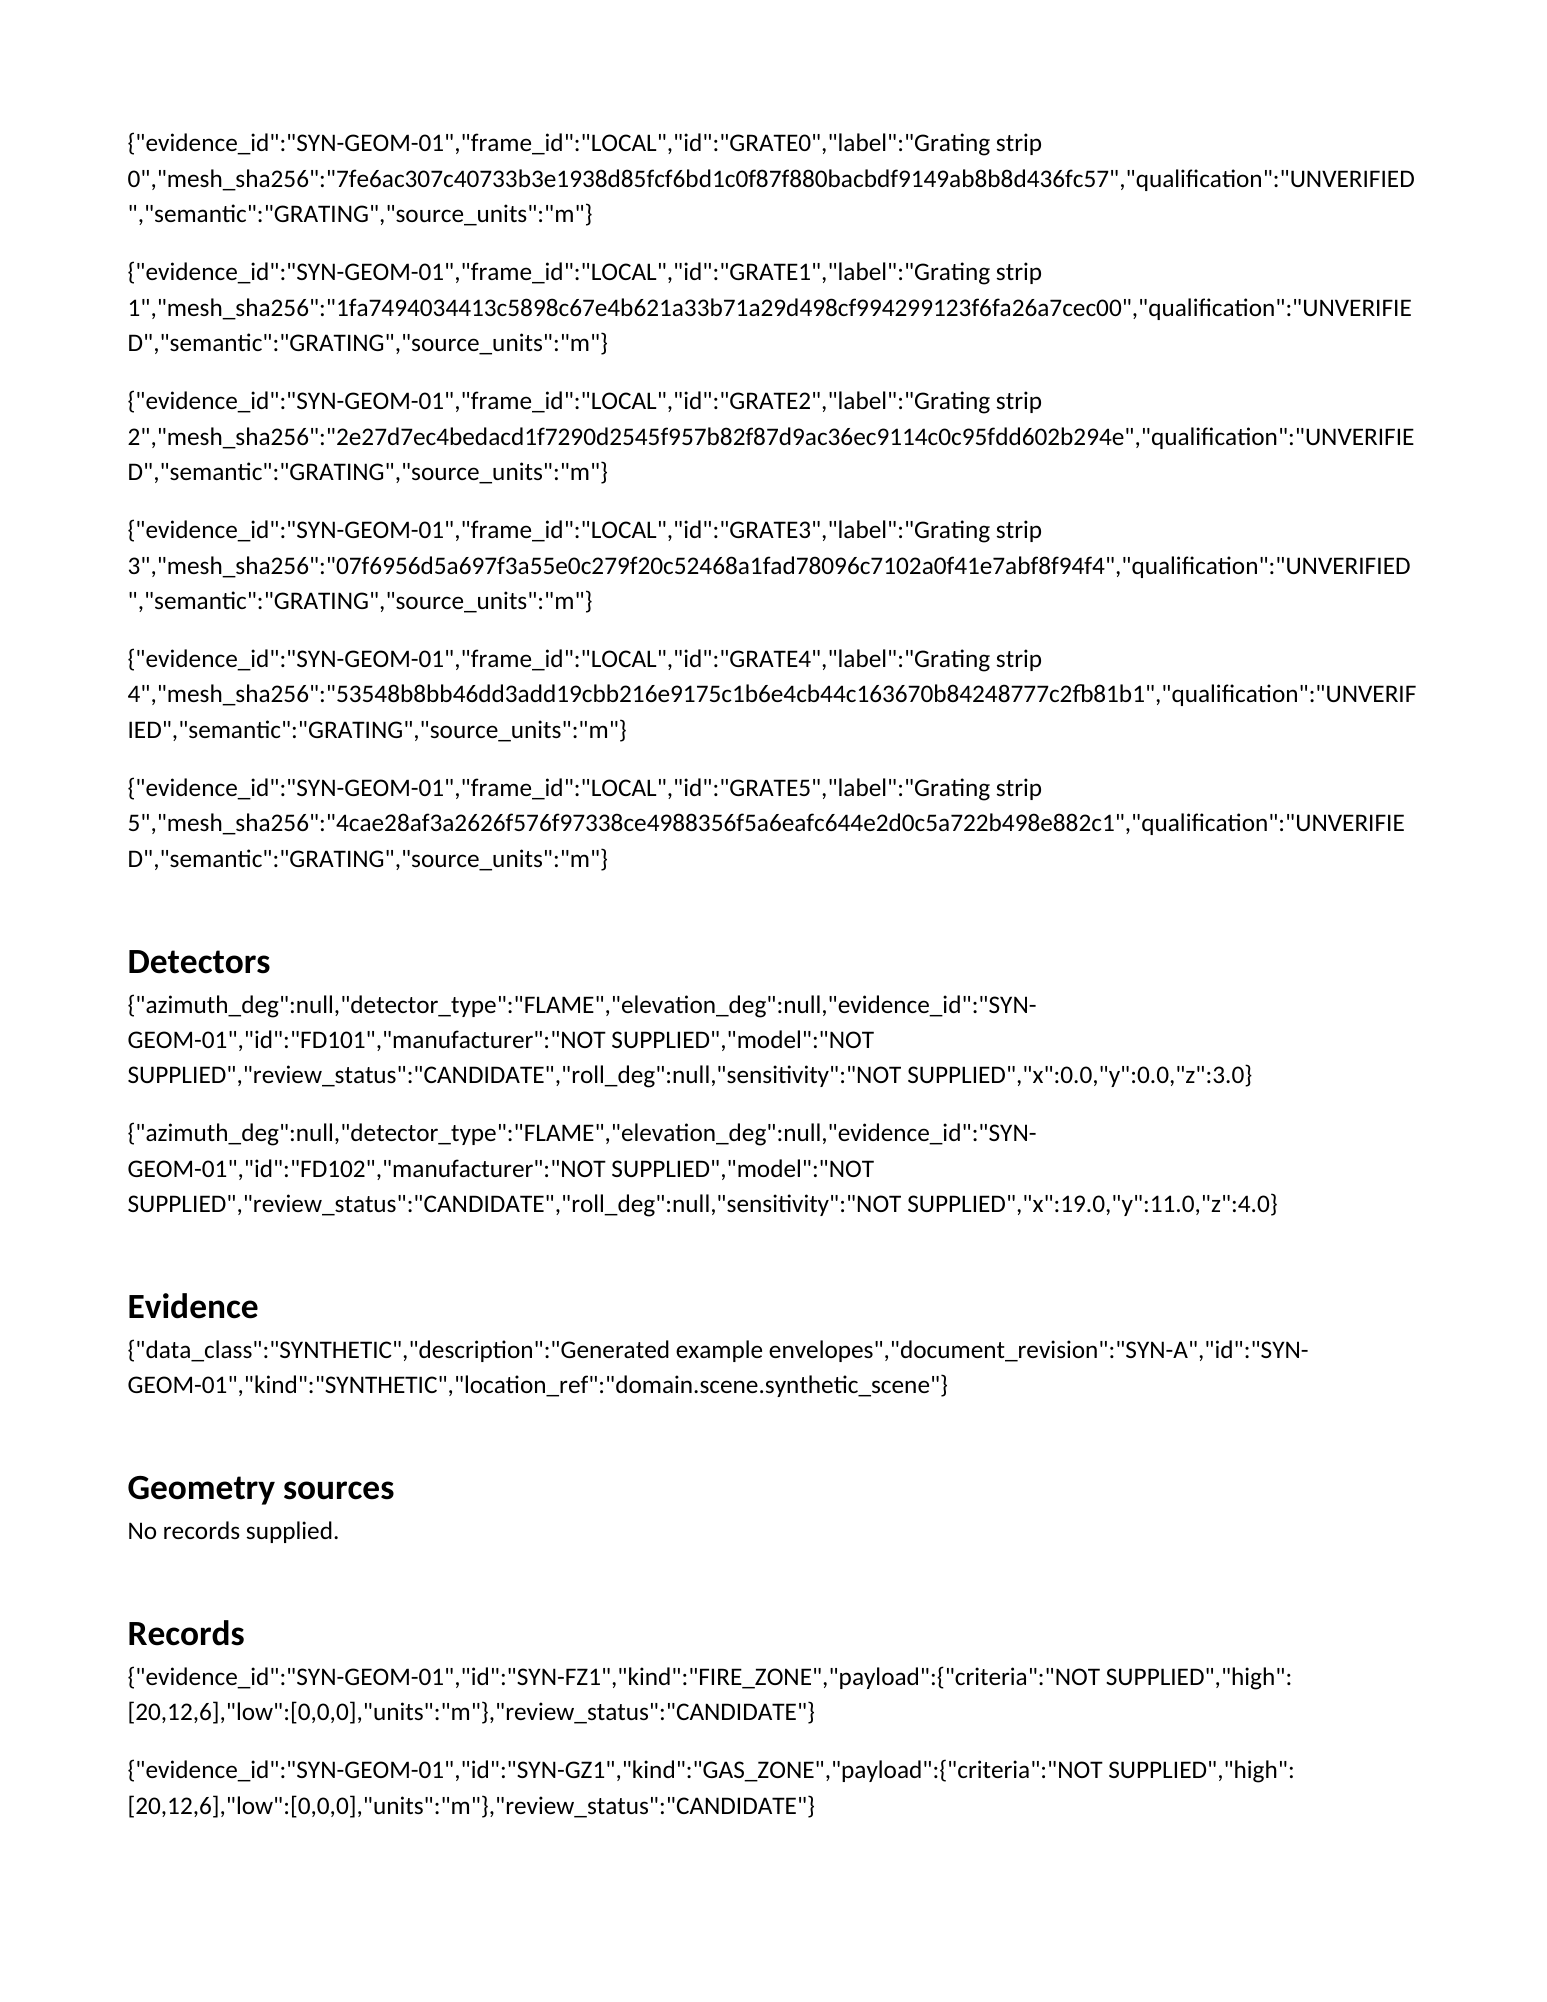 {"evidence_id":"SYN-GEOM-01","frame_id":"LOCAL","id":"GRATE0","label":"Grating strip
0","mesh_sha256":"7fe6ac307c40733b3e1938d85fcf6bd1c0f87f880bacbdf9149ab8b8d436fc57","qualification":"UNVERIFIED
","semantic":"GRATING","source_units":"m"}
{"evidence_id":"SYN-GEOM-01","frame_id":"LOCAL","id":"GRATE1","label":"Grating strip
1","mesh_sha256":"1fa7494034413c5898c67e4b621a33b71a29d498cf994299123f6fa26a7cec00","qualification":"UNVERIFIE
D","semantic":"GRATING","source_units":"m"}
{"evidence_id":"SYN-GEOM-01","frame_id":"LOCAL","id":"GRATE2","label":"Grating strip
2","mesh_sha256":"2e27d7ec4bedacd1f7290d2545f957b82f87d9ac36ec9114c0c95fdd602b294e","qualification":"UNVERIFIE
D","semantic":"GRATING","source_units":"m"}
{"evidence_id":"SYN-GEOM-01","frame_id":"LOCAL","id":"GRATE3","label":"Grating strip
3","mesh_sha256":"07f6956d5a697f3a55e0c279f20c52468a1fad78096c7102a0f41e7abf8f94f4","qualification":"UNVERIFIED
","semantic":"GRATING","source_units":"m"}
{"evidence_id":"SYN-GEOM-01","frame_id":"LOCAL","id":"GRATE4","label":"Grating strip
4","mesh_sha256":"53548b8bb46dd3add19cbb216e9175c1b6e4cb44c163670b84248777c2fb81b1","qualification":"UNVERIF
IED","semantic":"GRATING","source_units":"m"}
{"evidence_id":"SYN-GEOM-01","frame_id":"LOCAL","id":"GRATE5","label":"Grating strip
5","mesh_sha256":"4cae28af3a2626f576f97338ce4988356f5a6eafc644e2d0c5a722b498e882c1","qualification":"UNVERIFIE
D","semantic":"GRATING","source_units":"m"}
Detectors
{"azimuth_deg":null,"detector_type":"FLAME","elevation_deg":null,"evidence_id":"SYN-
GEOM-01","id":"FD101","manufacturer":"NOT SUPPLIED","model":"NOT
SUPPLIED","review_status":"CANDIDATE","roll_deg":null,"sensitivity":"NOT SUPPLIED","x":0.0,"y":0.0,"z":3.0}
{"azimuth_deg":null,"detector_type":"FLAME","elevation_deg":null,"evidence_id":"SYN-
GEOM-01","id":"FD102","manufacturer":"NOT SUPPLIED","model":"NOT
SUPPLIED","review_status":"CANDIDATE","roll_deg":null,"sensitivity":"NOT SUPPLIED","x":19.0,"y":11.0,"z":4.0}
Evidence
{"data_class":"SYNTHETIC","description":"Generated example envelopes","document_revision":"SYN-A","id":"SYN-
GEOM-01","kind":"SYNTHETIC","location_ref":"domain.scene.synthetic_scene"}
Geometry sources
No records supplied.
Records
{"evidence_id":"SYN-GEOM-01","id":"SYN-FZ1","kind":"FIRE_ZONE","payload":{"criteria":"NOT SUPPLIED","high":
[20,12,6],"low":[0,0,0],"units":"m"},"review_status":"CANDIDATE"}
{"evidence_id":"SYN-GEOM-01","id":"SYN-GZ1","kind":"GAS_ZONE","payload":{"criteria":"NOT SUPPLIED","high":
[20,12,6],"low":[0,0,0],"units":"m"},"review_status":"CANDIDATE"}